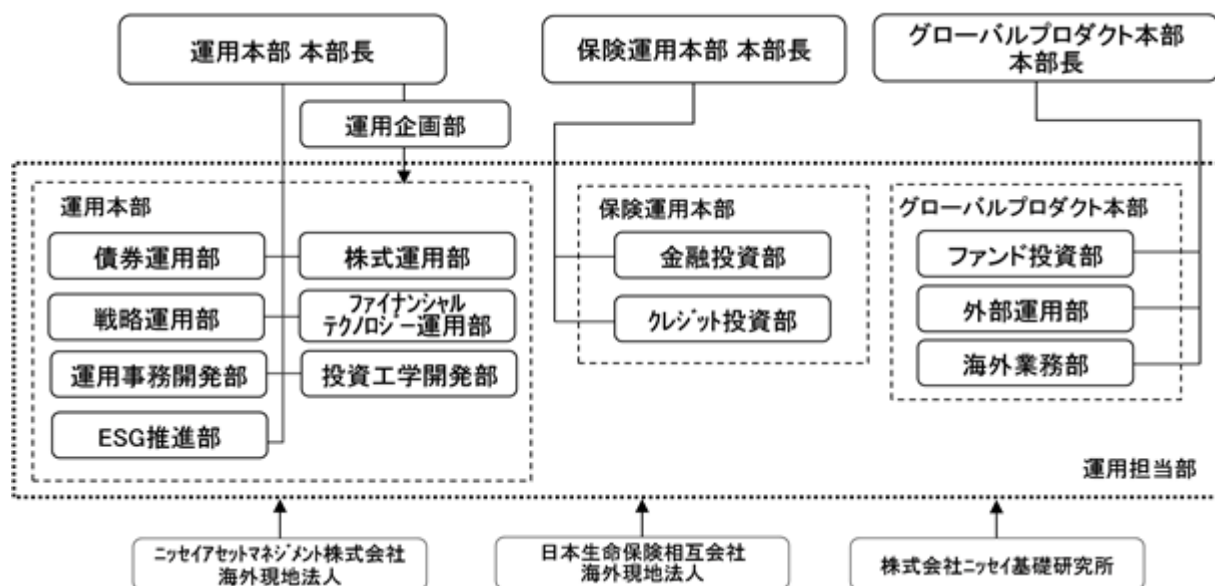 運用本部 本部長
保険運用本部 本部長
グローバルプロダクト本部
本部長
運用企画部
運用本部
債券運用部
株式運用部
戦略運用部
ファイナンシャル
テクノロジー運用部
運用事務開発部
投資工学開発部
ESG推進部
保険運用本部
金融投資部
クレジット投資部
グローバルプロダクト本部
ファンド投資部
外部運用部
海外業務部
運用担当部
ニッセイアセットマネジメント株式会社
海外現地法人
日本生命保険相互会社
海外現地法人
株式会社ニッセイ基礎研究所